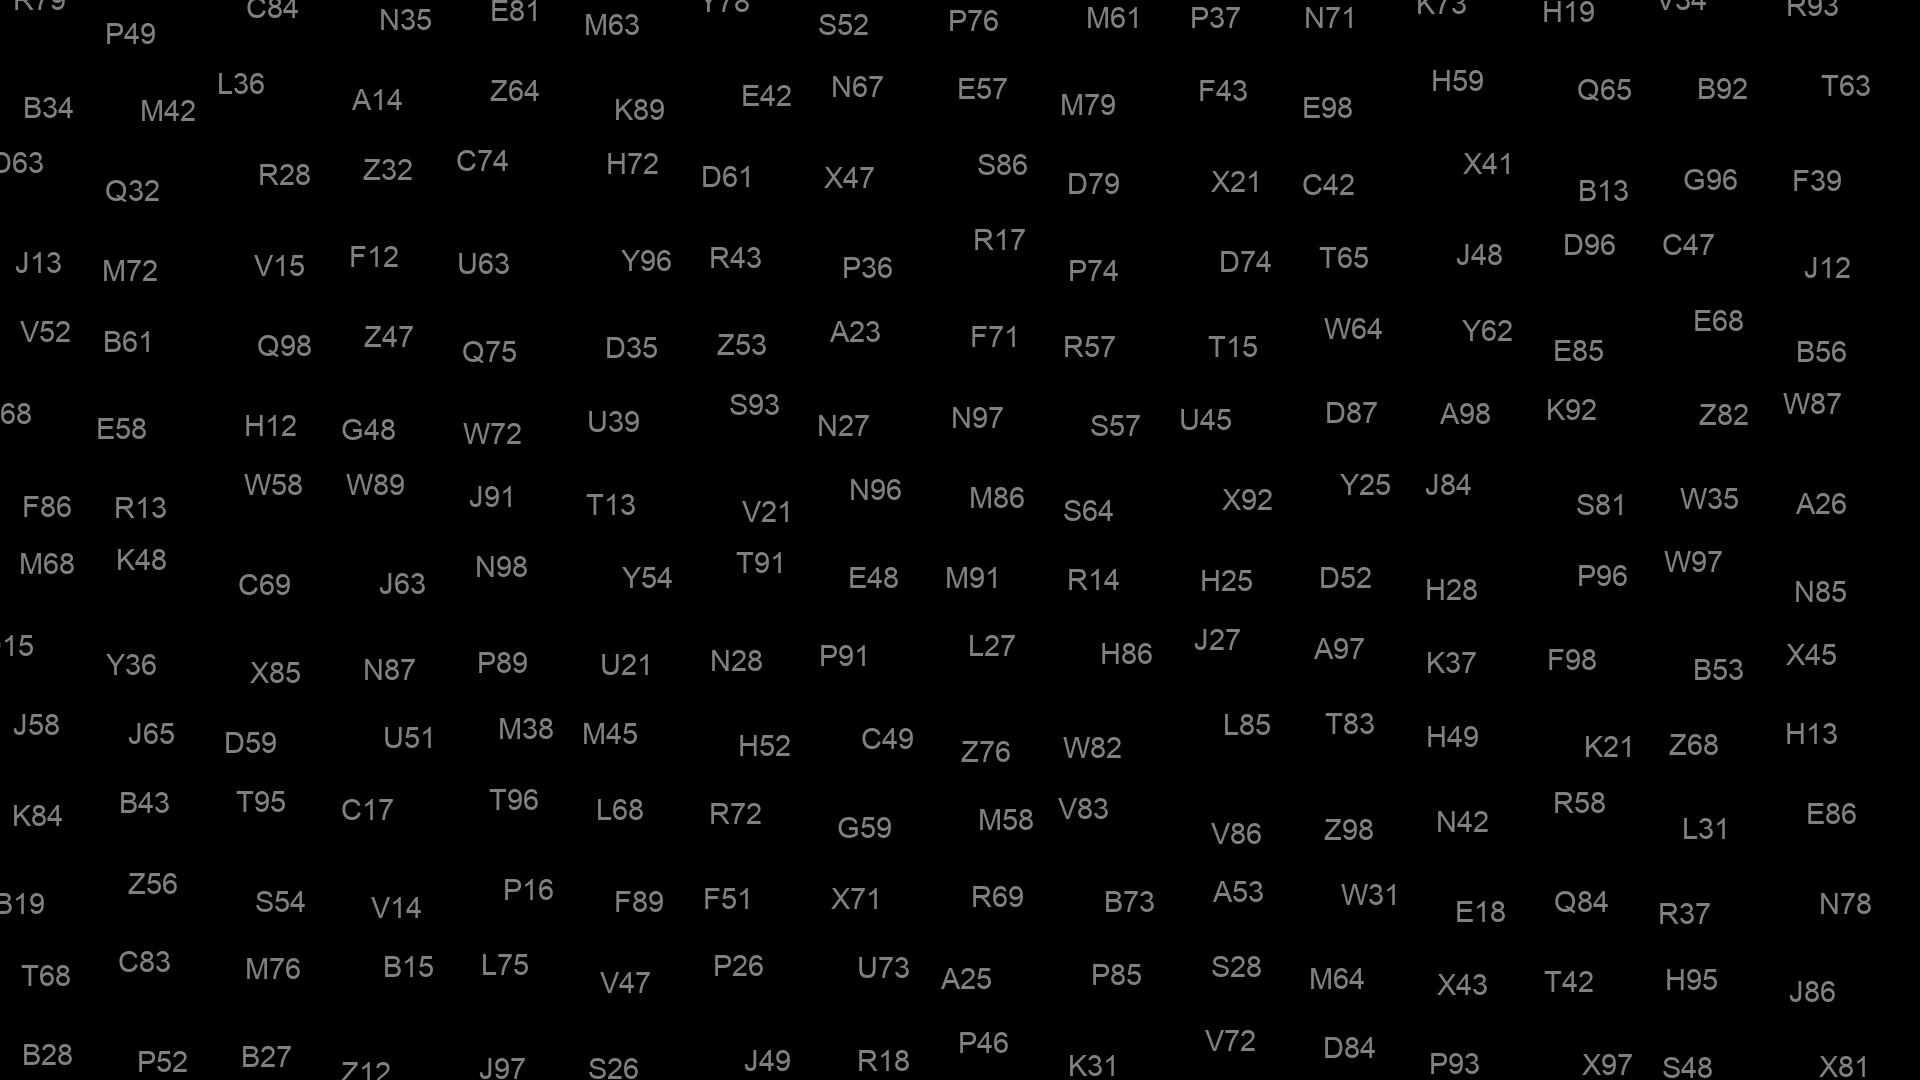 R79 C84 E81 Y78 K73 H19 V34 R93
P49 N35 M63 S52 P76 M61 P37 N71
B34 M42 L36 A14 Z64 K89 E42 N67 E57 M79 F43 E98 H59 Q65 B92 T63
D63 Q32 R28 Z32 C74 H72 D61 X47 S86 D79 X21 C42 X41 B13 G96 F39
J13 M72 V15 F12 U63 Y96 R43 P36 R17 P74 D74 T65 J48 D96 C47 J12
V52 B61 Q98 Z47 Q75 D35 Z53 A23 F71 R57 T15 W64 Y62 E85 E68 B56
68 E58 H12 G48 W72 U39 S93 N27 N97 S57 U45 D87 A98 K92 Z82 W87
F86 R13 W58 W89 J91 T13 V21 N96 M86 S64 X92 Y25 J84 S81 W35 A26
M68 K48 C69 J63 N98 Y54 T91 E48 M91 R14 H25 D52 H28 P96 W97 N85
15 Y36 X85 N87 P89 U21 N28 P91 L27 H86 J27 A97 K37 F98 B53 X45
J58 J65 D59 U51 M38 M45 H52 C49 Z76 W82 L85 T83 H49 K21 Z68 H13
K84 B43 T95 C17 T96 L68 R72 G59 M58 V83 V86 Z98 N42 R58 L31 E86
B19 Z56 S54 V14 P16 F89 F51 X71 R69 B73 A53 W31 E18 Q84 R37 N78
T68 C83 M76 B15 L75 V47 P26 U73 A25 P85 S28 M64 X43 T42 H95 J86
B28 P52 B27 Z12 J97 S26 J49 R18 P46 K31 V72 D84 P93 X97 S48 X81